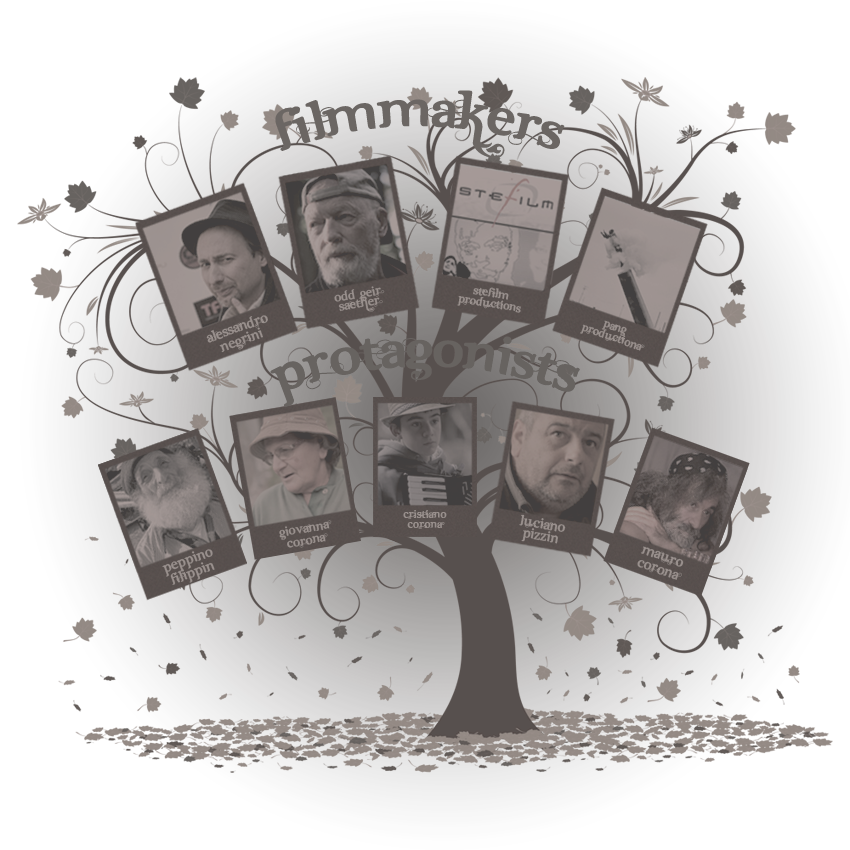 filmmakers
STEFILM
alessandro
negrini
odd geir
saether
stefilm
productions
pang
productions
protagonists
peppino
filippin
giovanna
corona
cristiano
corona
luciano
pizzin
mauro
corona